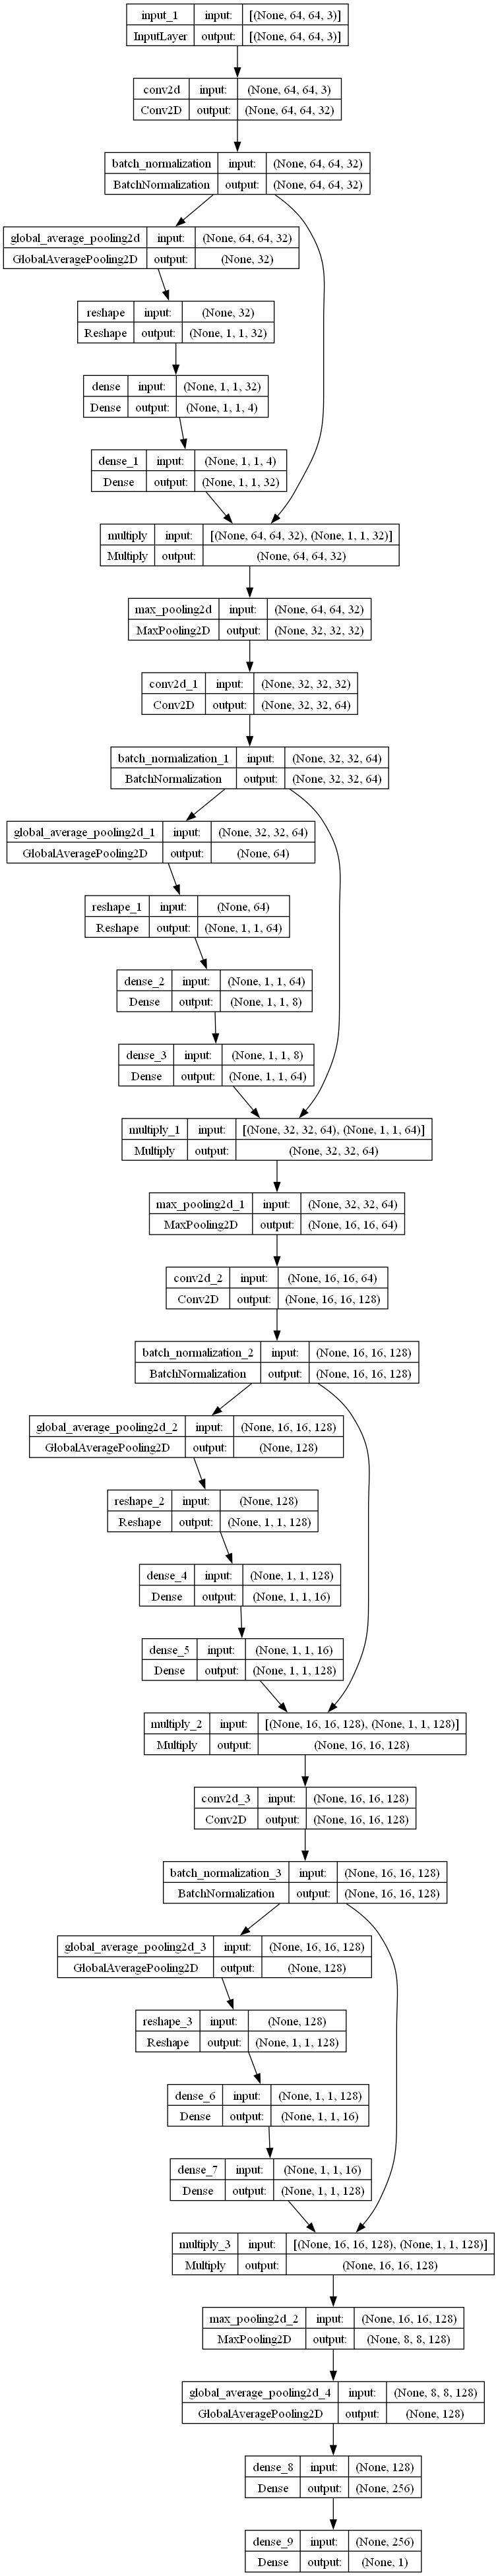 input_1 input: [(None, 64, 64, 3)]
InputLayer output: [(None, 64, 64, 3)]
conv2d input: (None, 64, 64, 3)
Conv2D output: (None, 64, 64, 32)
batch_normalization input: (None, 64, 64, 32)
BatchNormalization output: (None, 64, 64, 32)
global_average_pooling2d input: (None, 64, 64, 32)
GlobalAveragePooling2D output: (None, 32)
reshape input: (None, 32)
Reshape output: (None, 1, 1, 32)
dense input: (None, 1, 1, 32)
Dense output: (None, 1, 1, 4)
dense_1 input: (None, 1, 1, 4)
Dense output: (None, 1, 1, 32)
multiply input: [(None, 64, 64, 32), (None, 1, 1, 32)]
Multiply output: (None, 64, 64, 32)
max_pooling2d input: (None, 64, 64, 32)
MaxPooling2D output: (None, 32, 32, 32)
conv2d_1 input: (None, 32, 32, 32)
Conv2D output: (None, 32, 32, 64)
batch_normalization_1 input: (None, 32, 32, 64)
BatchNormalization output: (None, 32, 32, 64)
global_average_pooling2d_1 input: (None, 32, 32, 64)
GlobalAveragePooling2D output: (None, 64)
reshape_1 input: (None, 64)
Reshape output: (None, 1, 1, 64)
dense_2 input: (None, 1, 1, 64)
Dense output: (None, 1, 1, 8)
dense_3 input: (None, 1, 1, 8)
Dense output: (None, 1, 1, 64)
multiply_1 input: [(None, 32, 32, 64), (None, 1, 1, 64)]
Multiply output: (None, 32, 32, 64)
max_pooling2d_1 input: (None, 32, 32, 64)
MaxPooling2D output: (None, 16, 16, 64)
conv2d_2 input: (None, 16, 16, 64)
Conv2D output: (None, 16, 16, 128)
batch_normalization_2 input: (None, 16, 16, 128)
BatchNormalization output: (None, 16, 16, 128)
global_average_pooling2d_2 input: (None, 16, 16, 128)
GlobalAveragePooling2D output: (None, 128)
reshape_2 input: (None, 128)
Reshape output: (None, 1, 1, 128)
dense_4 input: (None, 1, 1, 128)
Dense output: (None, 1, 1, 16)
dense_5 input: (None, 1, 1, 16)
Dense output: (None, 1, 1, 128)
multiply_2 input: [(None, 16, 16, 128), (None, 1, 1, 128)]
Multiply output: (None, 16, 16, 128)
conv2d_3 input: (None, 16, 16, 128)
Conv2D output: (None, 16, 16, 128)
batch_normalization_3 input: (None, 16, 16, 128)
BatchNormalization output: (None, 16, 16, 128)
global_average_pooling2d_3 input: (None, 16, 16, 128)
GlobalAveragePooling2D output: (None, 128)
reshape_3 input: (None, 128)
Reshape output: (None, 1, 1, 128)
dense_6 input: (None, 1, 1, 128)
Dense output: (None, 1, 1, 16)
dense_7 input: (None, 1, 1, 16)
Dense output: (None, 1, 1, 128)
multiply_3 input: [(None, 16, 16, 128), (None, 1, 1, 128)]
Multiply output: (None, 16, 16, 128)
max_pooling2d_2 input: (None, 16, 16, 128)
MaxPooling2D output: (None, 8, 8, 128)
global_average_pooling2d_4 input: (None, 8, 8, 128)
GlobalAveragePooling2D output: (None, 128)
dense_8 input: (None, 128)
Dense output: (None, 256)
dense_9 input: (None, 256)
Dense output: (None, 1)